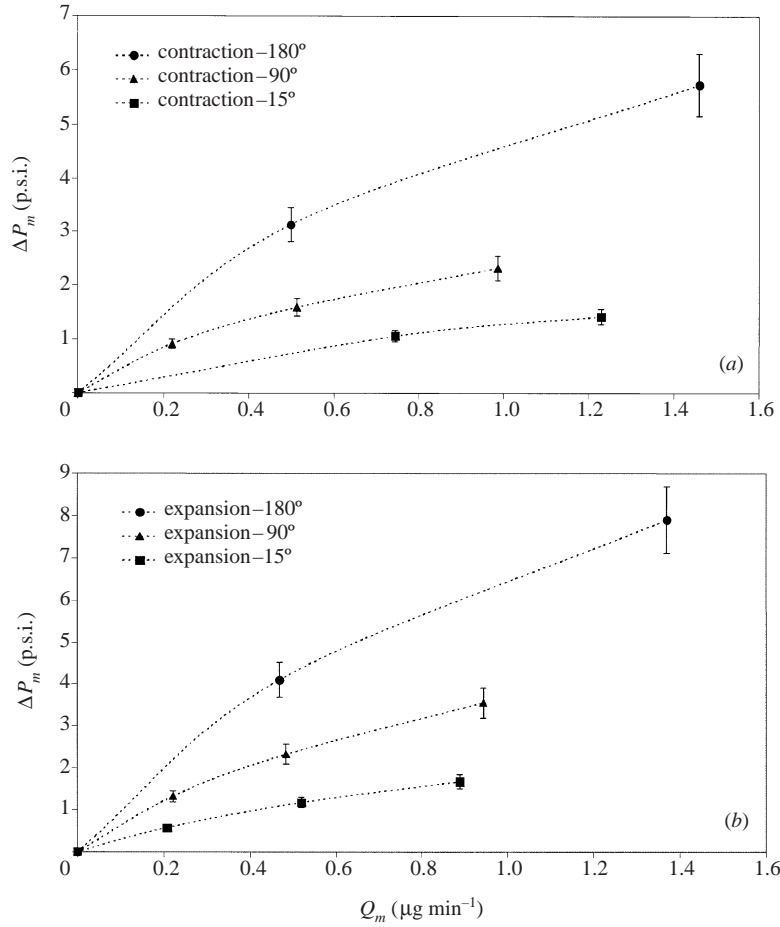 7
6
5
4
3
2
1
0
0.2 0.4 0.6 0.8 1.0 1.2 1.4 1.6
ΔPₘ (p.s.i.)
contraction–180º
contraction–90º
contraction–15º
(a)
9
8
7
6
5
4
3
2
1
0
0.2 0.4 0.6 0.8 1.0 1.2 1.4 1.6
ΔPₘ (p.s.i.)
expansion–180º
expansion–90º
expansion–15º
(b)
Qₘ (μg min⁻¹)